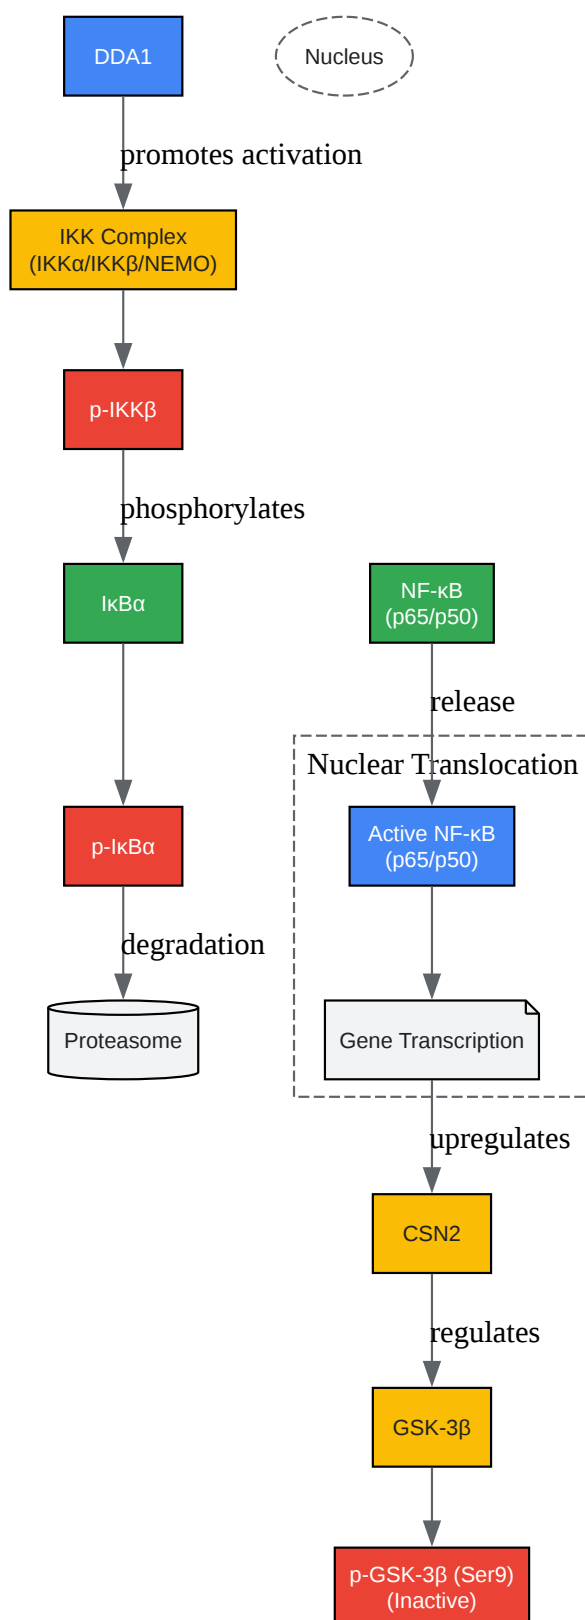 DDA1
Nucleus
promotes activation
IKK Complex
(IKKα/IKKβ/NEMO)
p-IKKβ
phosphorylates
IκBα
NF-κB
(p65/p50)
release
Nuclear Translocation
p-IκBα
Active NF-κB
(p65/p50)
degradation
Proteasome
Gene Transcription
upregulates
CSN2
regulates
GSK-3β
p-GSK-3β (Ser9)
(Inactive)